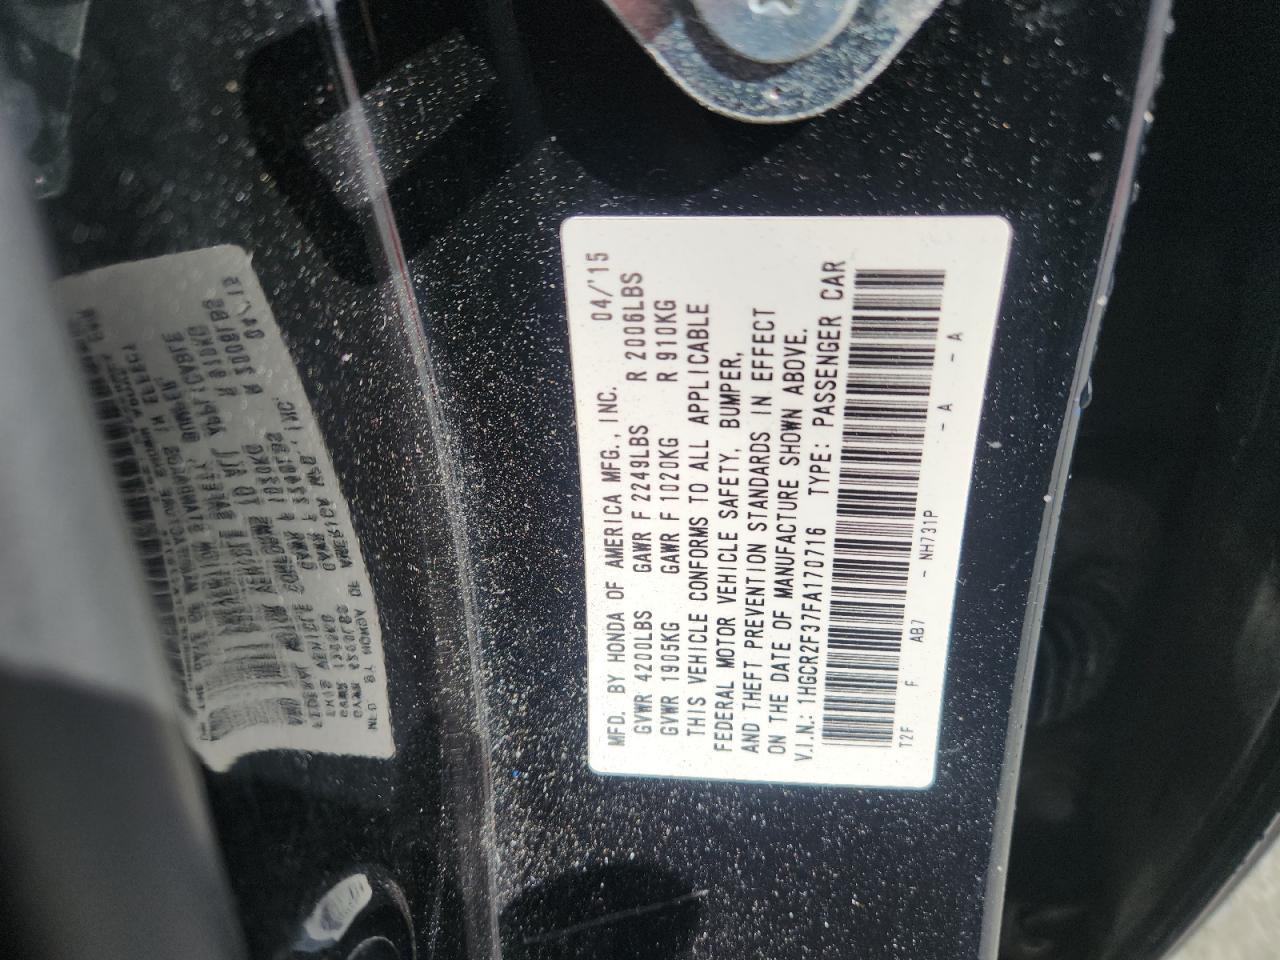 MFD. BY HONDA OF AMERICA MFG., INC. 04/'15
GVWR 4200LBS GAWR F 2249LBS R 2006LBS
GVWR 1905KG GAWR F 1020KG R 910KG
THIS VEHICLE CONFORMS TO ALL APPLICABLE
FEDERAL MOTOR VEHICLE SAFETY, BUMPER,
AND THEFT PREVENTION STANDARDS IN EFFECT
ON THE DATE OF MANUFACTURE SHOWN ABOVE.
V.I.N.: 1HGCR2F37FA170716 TYPE: PASSENGER CAR
T2F F AB7 - NH731P - A - A